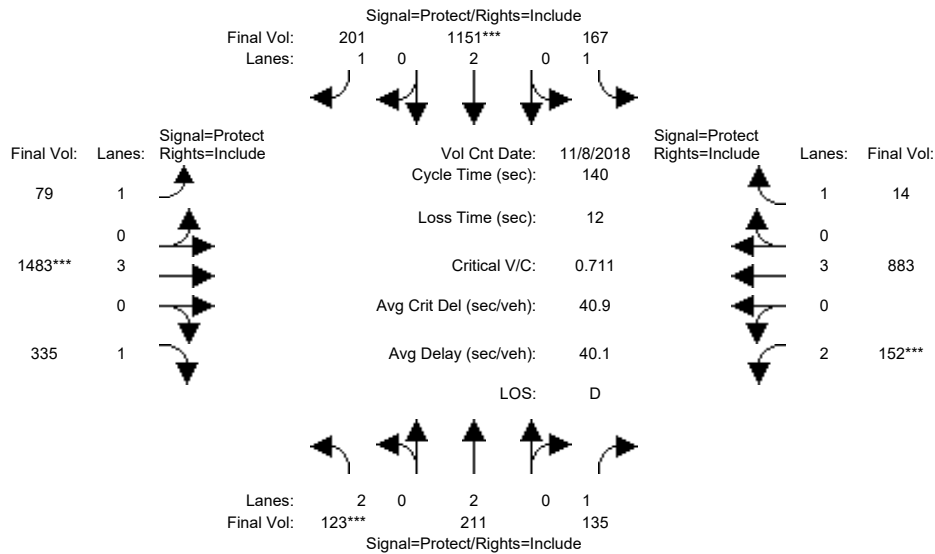 Signal=Protect/Rights=Include
Final Vol: 201 1151*** 167
Lanes: 1 0 2 0 1
Signal=Protect Signal=Protect
Final Vol: Lanes: Rights=Include Vol Cnt Date: 11/8/2018 Rights=Include Lanes: Final Vol:
Cycle Time (sec): 140
79 1 1 14
Loss Time (sec): 12
0 0
1483*** 3 Critical V/C: 0.711 3 883
0 Avg Crit Del (sec/veh): 40.9 0
335 1 Avg Delay (sec/veh): 40.1 2 152***
LOS: D
Lanes: 2 0 2 0 1
Final Vol: 123*** 211 135
Signal=Protect/Rights=Include